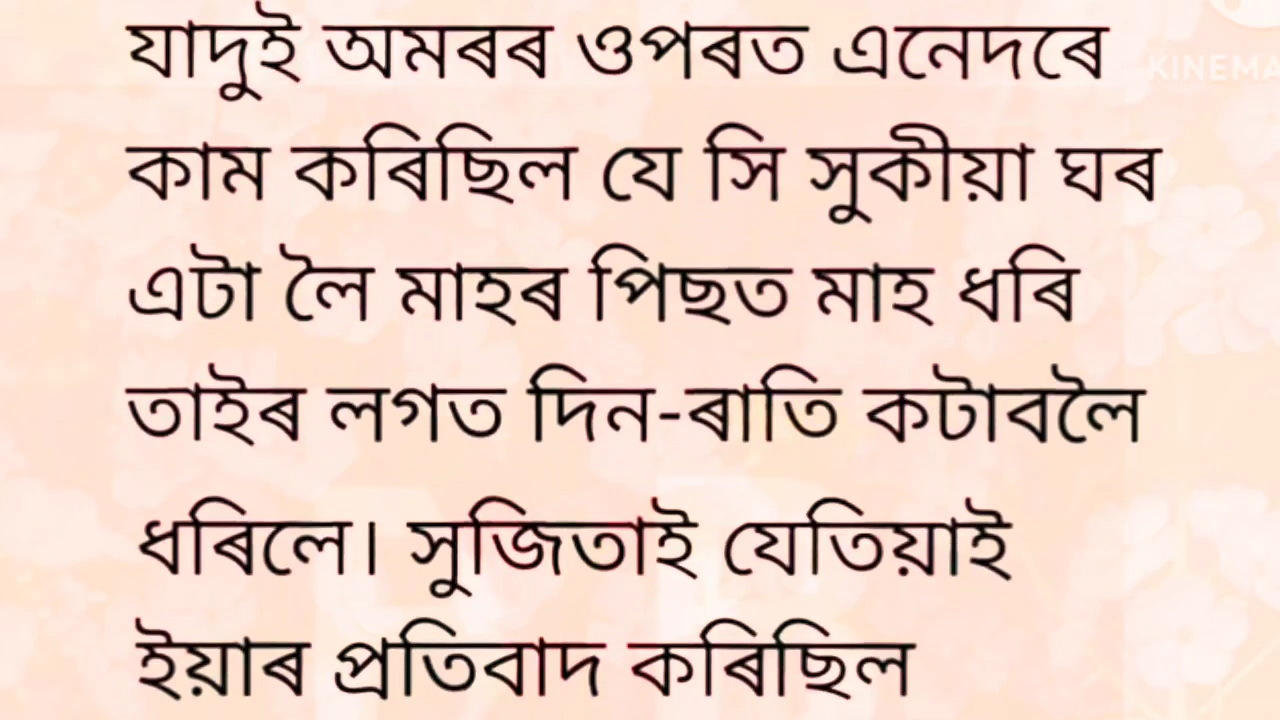 যাদুই অমৰৰ ওপৰত এনেদৰে
কাম কৰিছিল যে সি সুকীয়া ঘৰ
এটা লৈ মাহৰ পিছত মাহ ধৰি
তাইৰ লগত দিন-ৰাতি কটাবলৈ
ধৰিলে। সুজিতাই যেতিয়াই
ইয়াৰ প্ৰতিবাদ কৰিছিল